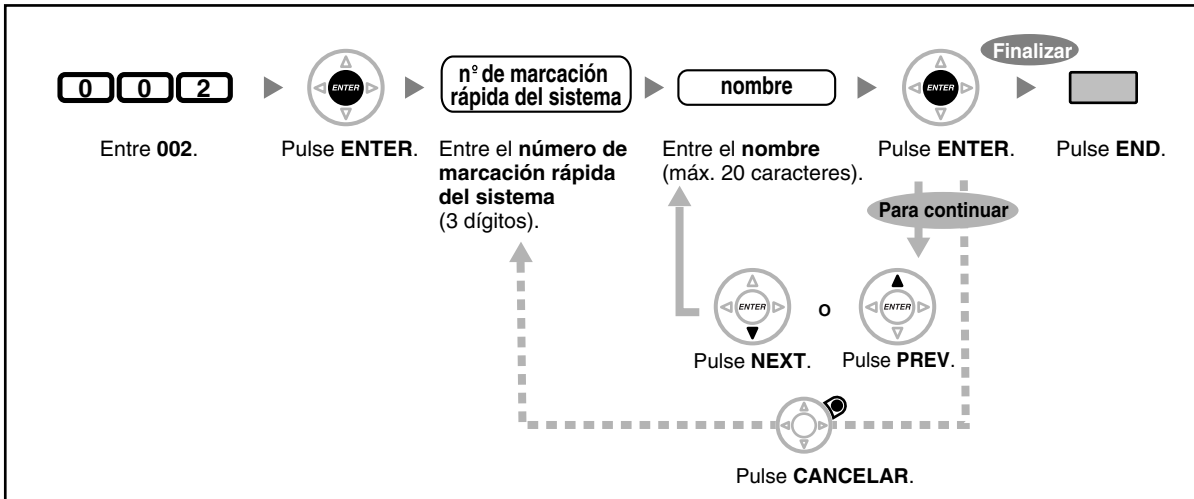 Finalizar
0 0 2
ENTER
n° de marcación
rápida del sistema
nombre
ENTER
Entre 002.
Pulse ENTER.
Entre el número de
marcación rápida
del sistema
(3 dígitos).
Entre el nombre
(máx. 20 caracteres).
Pulse ENTER.
Pulse END.
Para continuar
ENTER
o
ENTER
Pulse NEXT.
Pulse PREV.
Pulse CANCELAR.